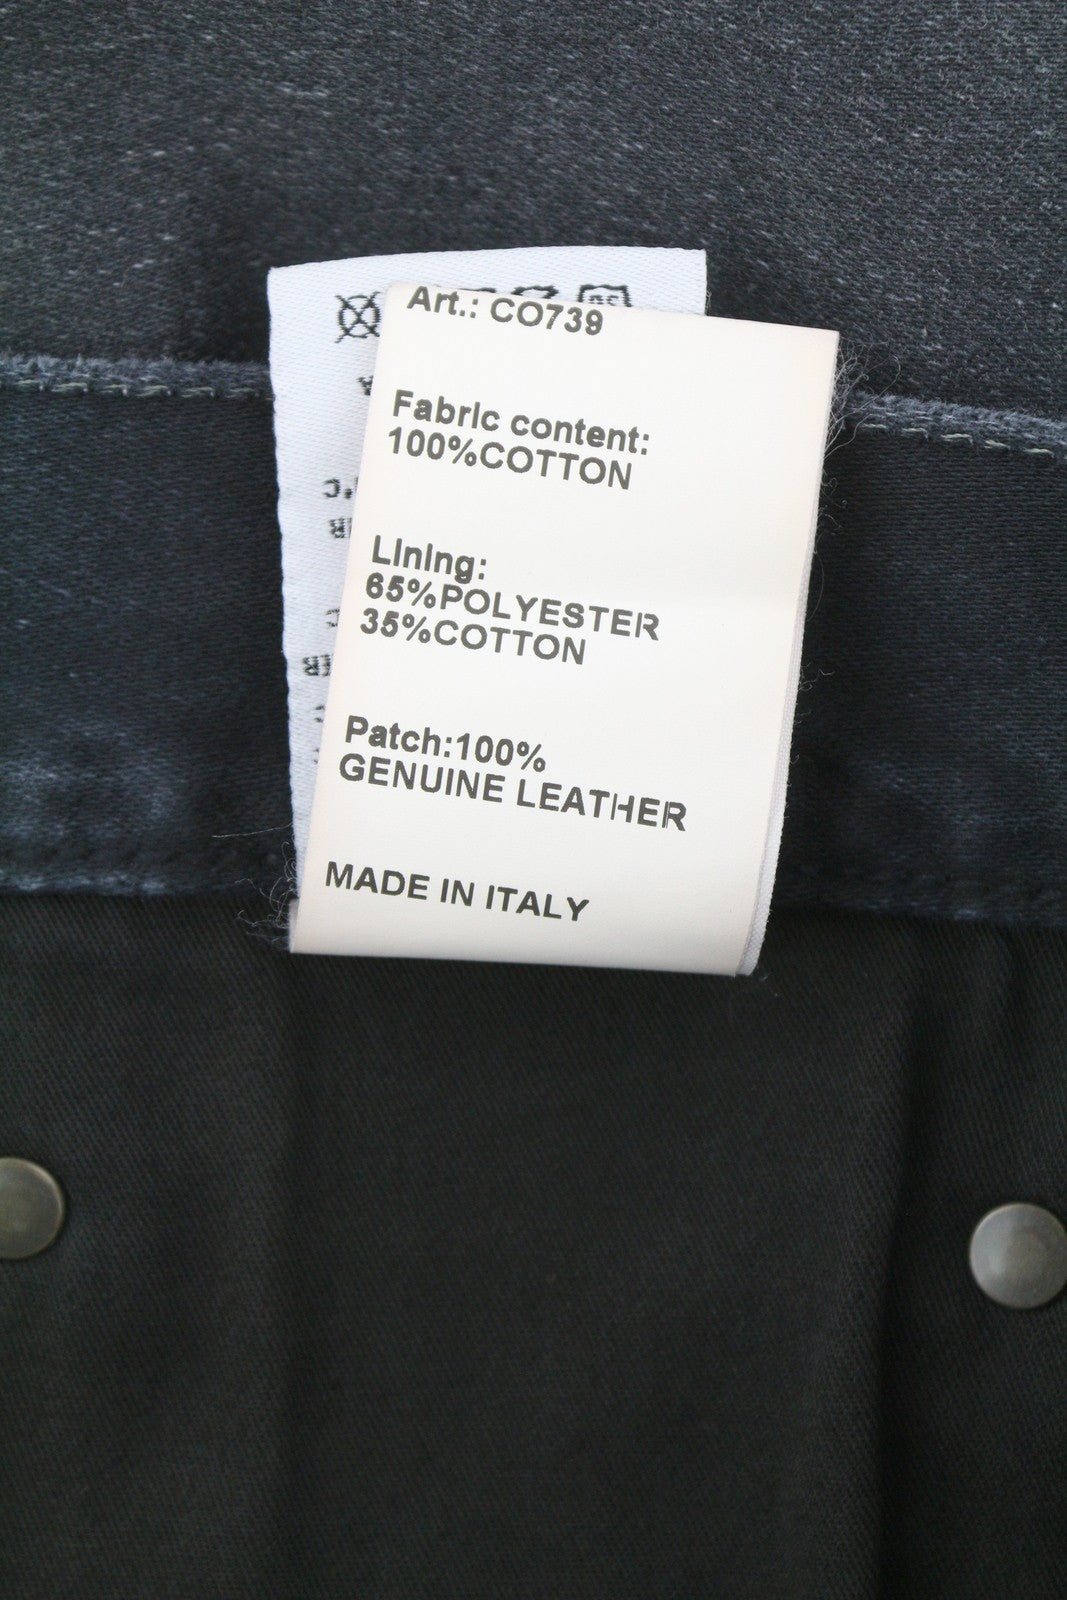 Art.: CO739
Fabric content:
100%COTTON
Lining:
65%POLYESTER
35%COTTON
Patch:100%
GENUINE LEATHER
MADE IN ITALY